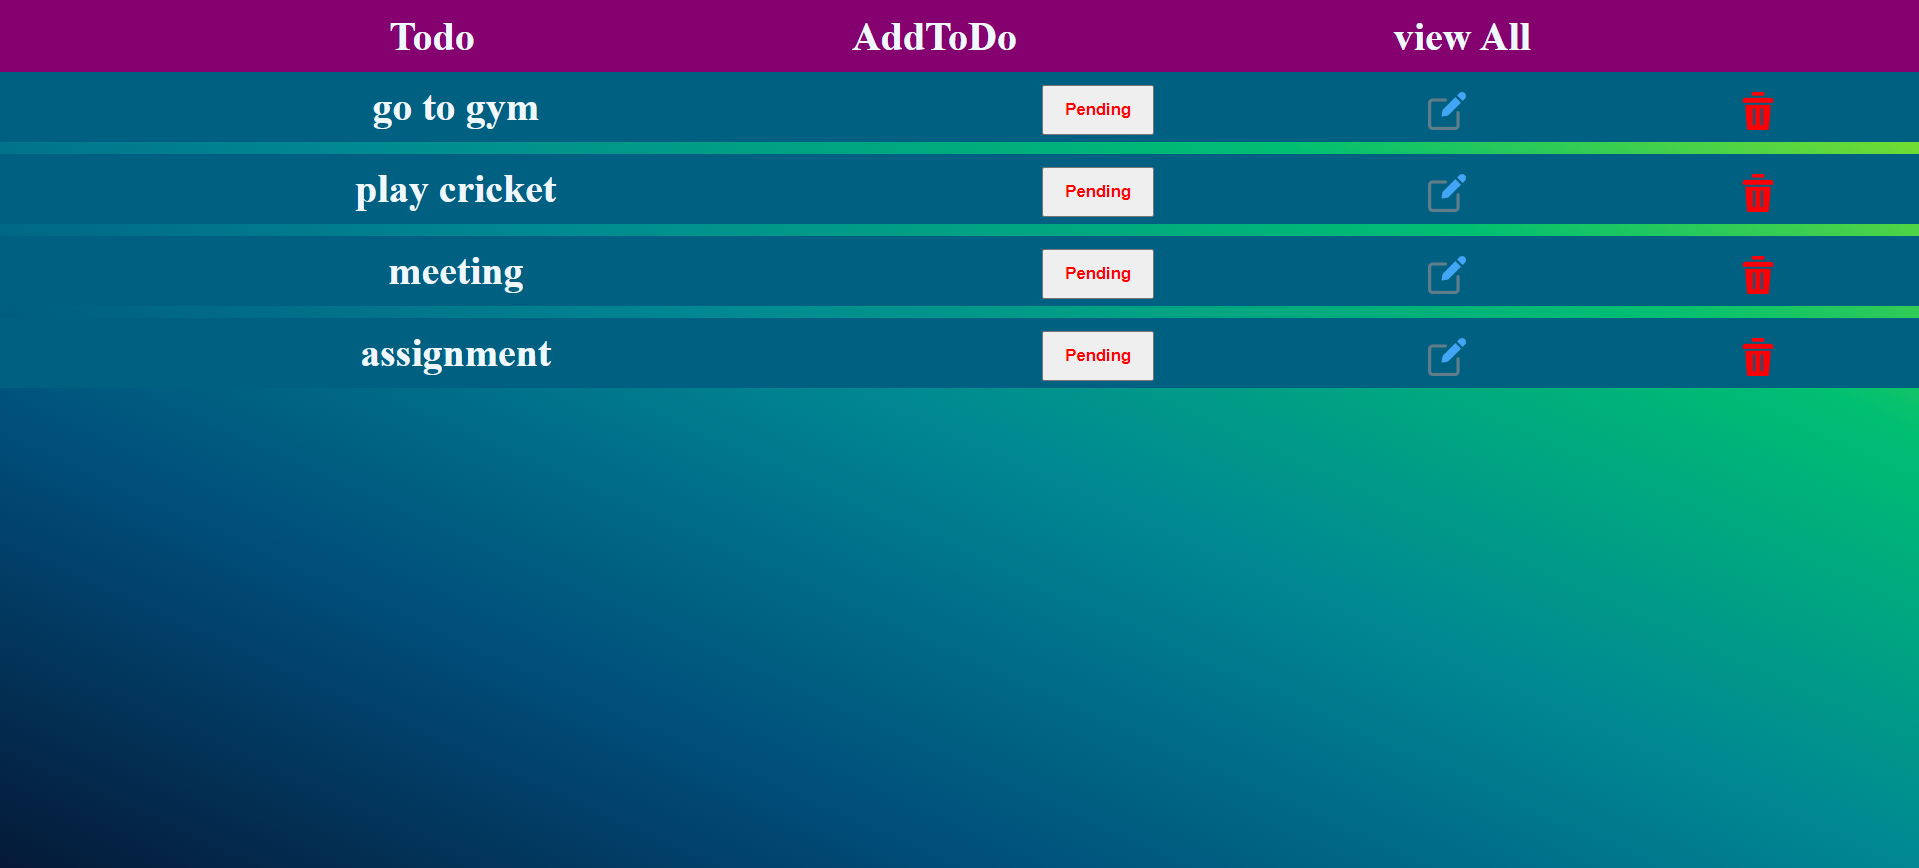 Todo AddToDo view All
go to gym Pending
play cricket Pending
meeting Pending
assignment Pending